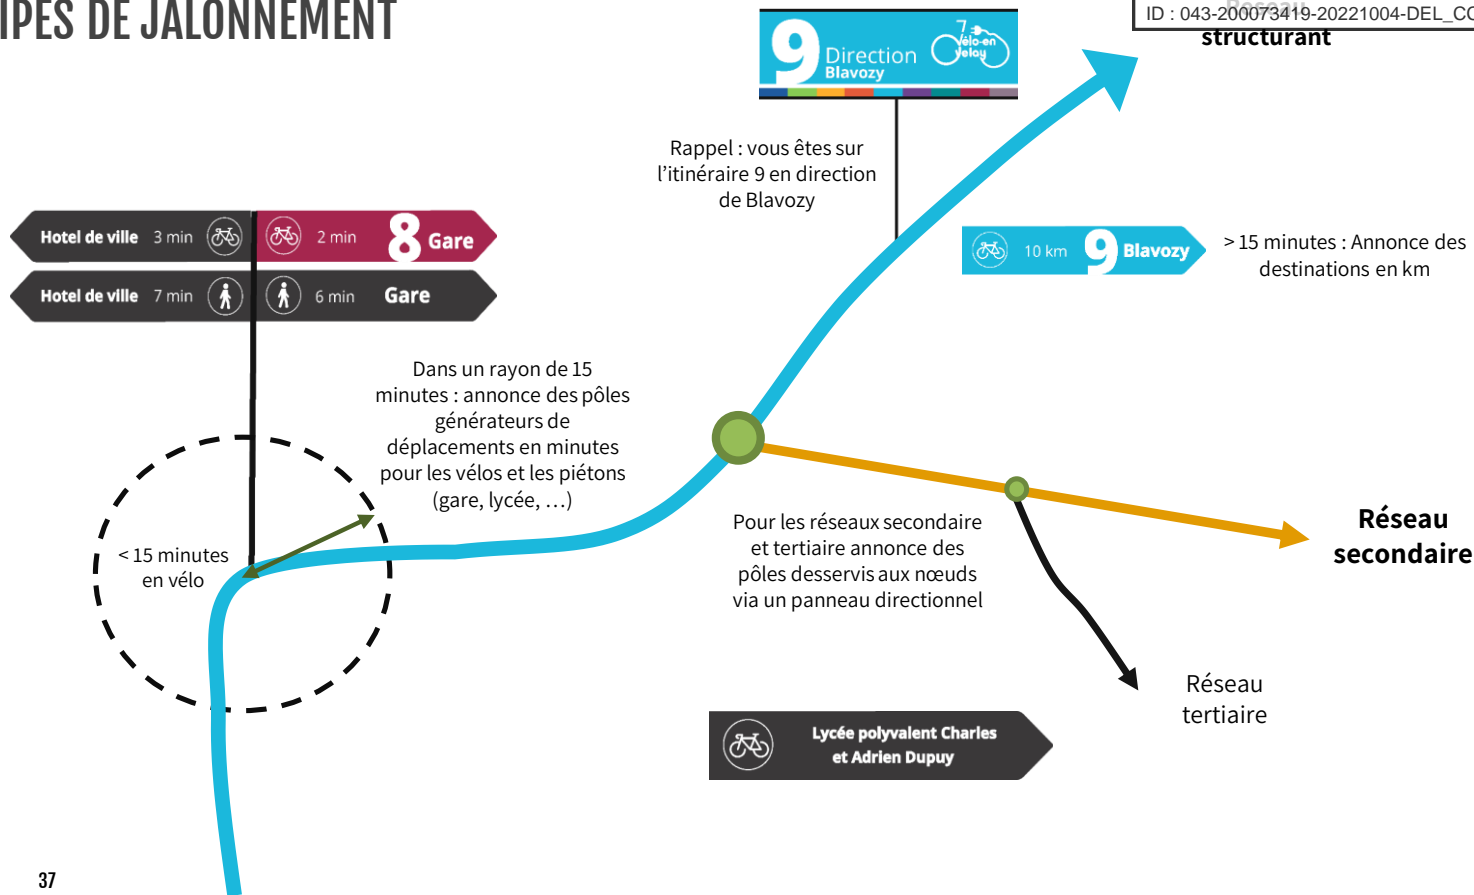 IPES DE JALONNEMENT
ID : 043-200073419-20221004-DEL_CC
Réseau
structurant
9 Direction
Blavozy
7
Vélo en
Velay
Rappel : vous êtes sur
l’itinéraire 9 en direction
de Blavozy
Hotel de ville 3 min 2 min 8 Gare
Hotel de ville 7 min 6 min Gare
10 km 9 Blavozy
> 15 minutes : Annonce des
destinations en km
Dans un rayon de 15
minutes : annonce des pôles
générateurs de
déplacements en minutes
pour les vélos et les piétons
(gare, lycée, …)
< 15 minutes
en vélo
Pour les réseaux secondaire
et tertiaire annonce des
pôles desservis aux nœuds
via un panneau directionnel
Réseau
secondaire
Réseau
tertiaire
Lycée polyvalent Charles
et Adrien Dupuy
37